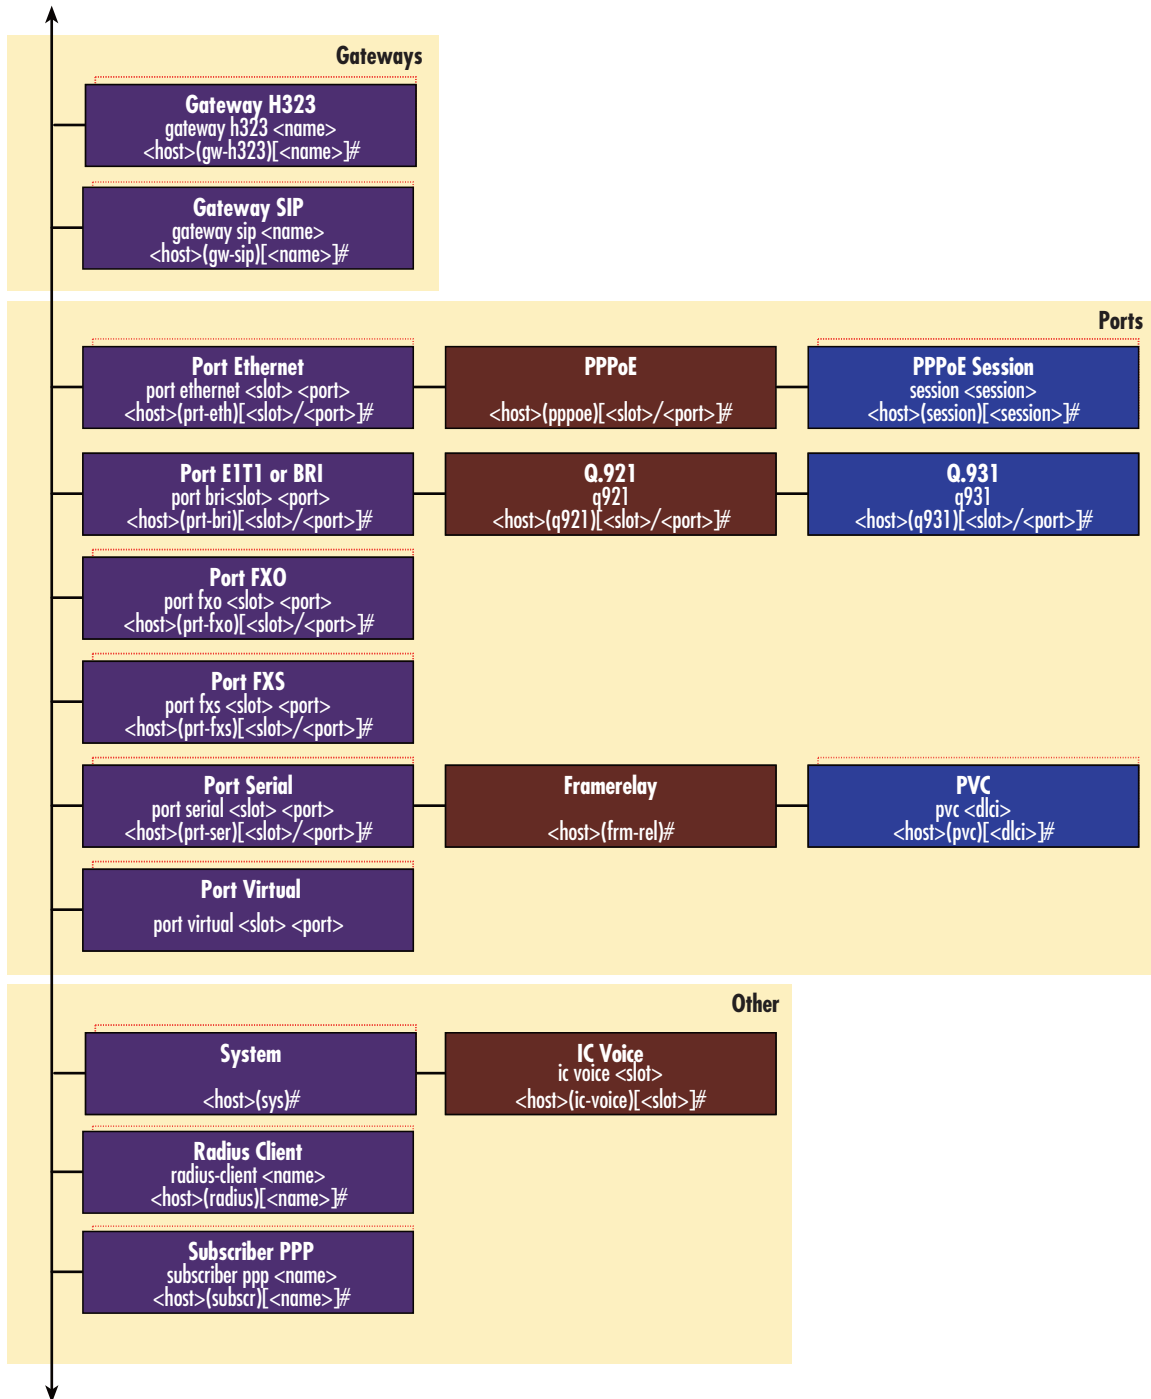 Gateways
Gateway H323
gateway h323 <name>
<host>(gw-h323)[<name>]#
Gateway SIP
gateway sip <name>
<host>(gw-sip)[<name>]#
Ports
Port Ethernet
port ethernet <slot> <port>
<host>(prt-eth)[<slot>/<port>]#
PPPoE
<host>(pppoe)[<slot>/<port>]#
PPPoE Session
session <session>
<host>(session)[<session>]#
Port E1T1 or BRI
port bri<slot> <port>
<host>(prt-bri)[<slot>/<port>]#
Q.921
q921
<host>(q921)[<slot>/<port>]#
Q.931
q931
<host>(q931)[<slot>/<port>]#
Port FXO
port fxo <slot> <port>
<host>(prt-fxo)[<slot>/<port>]#
Port FXS
port fxs <slot> <port>
<host>(prt-fxs)[<slot>/<port>]#
Port Serial
port serial <slot> <port>
<host>(prt-ser)[<slot>/<port>]#
Framerelay
<host>(frm-rel)#
PVC
pvc <dlci>
<host>(pvc)[<dlci>]#
Port Virtual
port virtual <slot> <port>
Other
System
<host>(sys)#
IC Voice
ic voice <slot>
<host>(ic-voice)[<slot>]#
Radius Client
radius-client <name>
<host>(radius)[<name>]#
Subscriber PPP
subscriber ppp <name>
<host>(subscr)[<name>]#